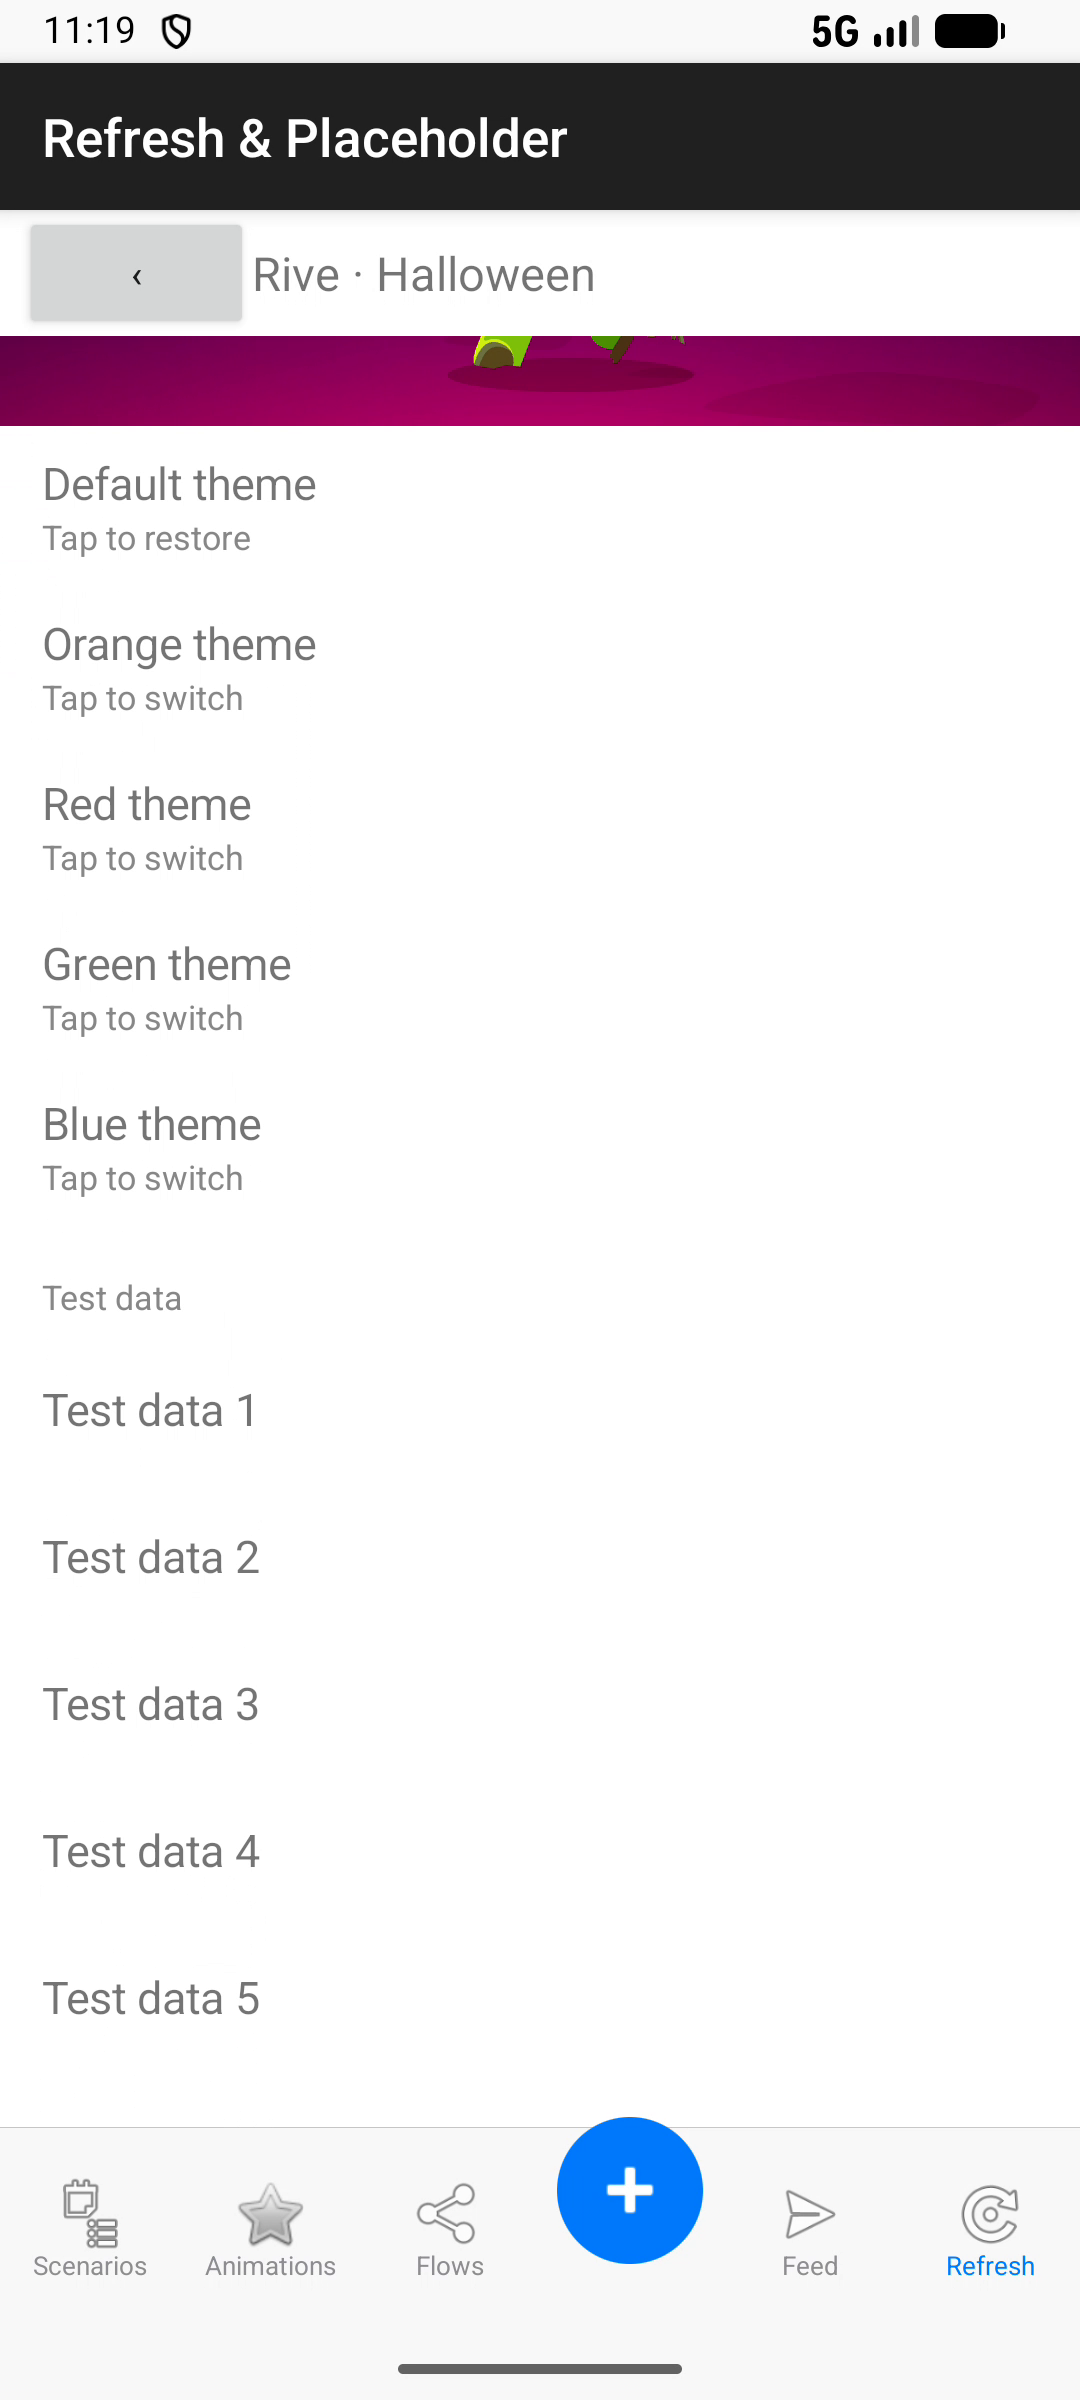 11:19
5G
Refresh & Placeholder
‹
Rive · Halloween
Default theme
Tap to restore
Orange theme
Tap to switch
Red theme
Tap to switch
Green theme
Tap to switch
Blue theme
Tap to switch
Test data
Test data 1
Test data 2
Test data 3
Test data 4
Test data 5
Scenarios
Animations
Flows
Feed
Refresh